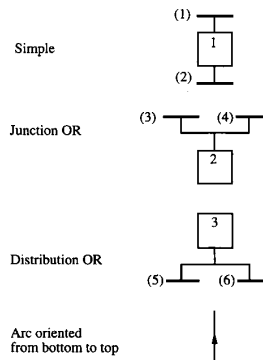 (1)
Simple
1
(2)
(3) (4)
Junction OR
2
3
Distribution OR
(5) (6)
Arc oriented
from bottom to top